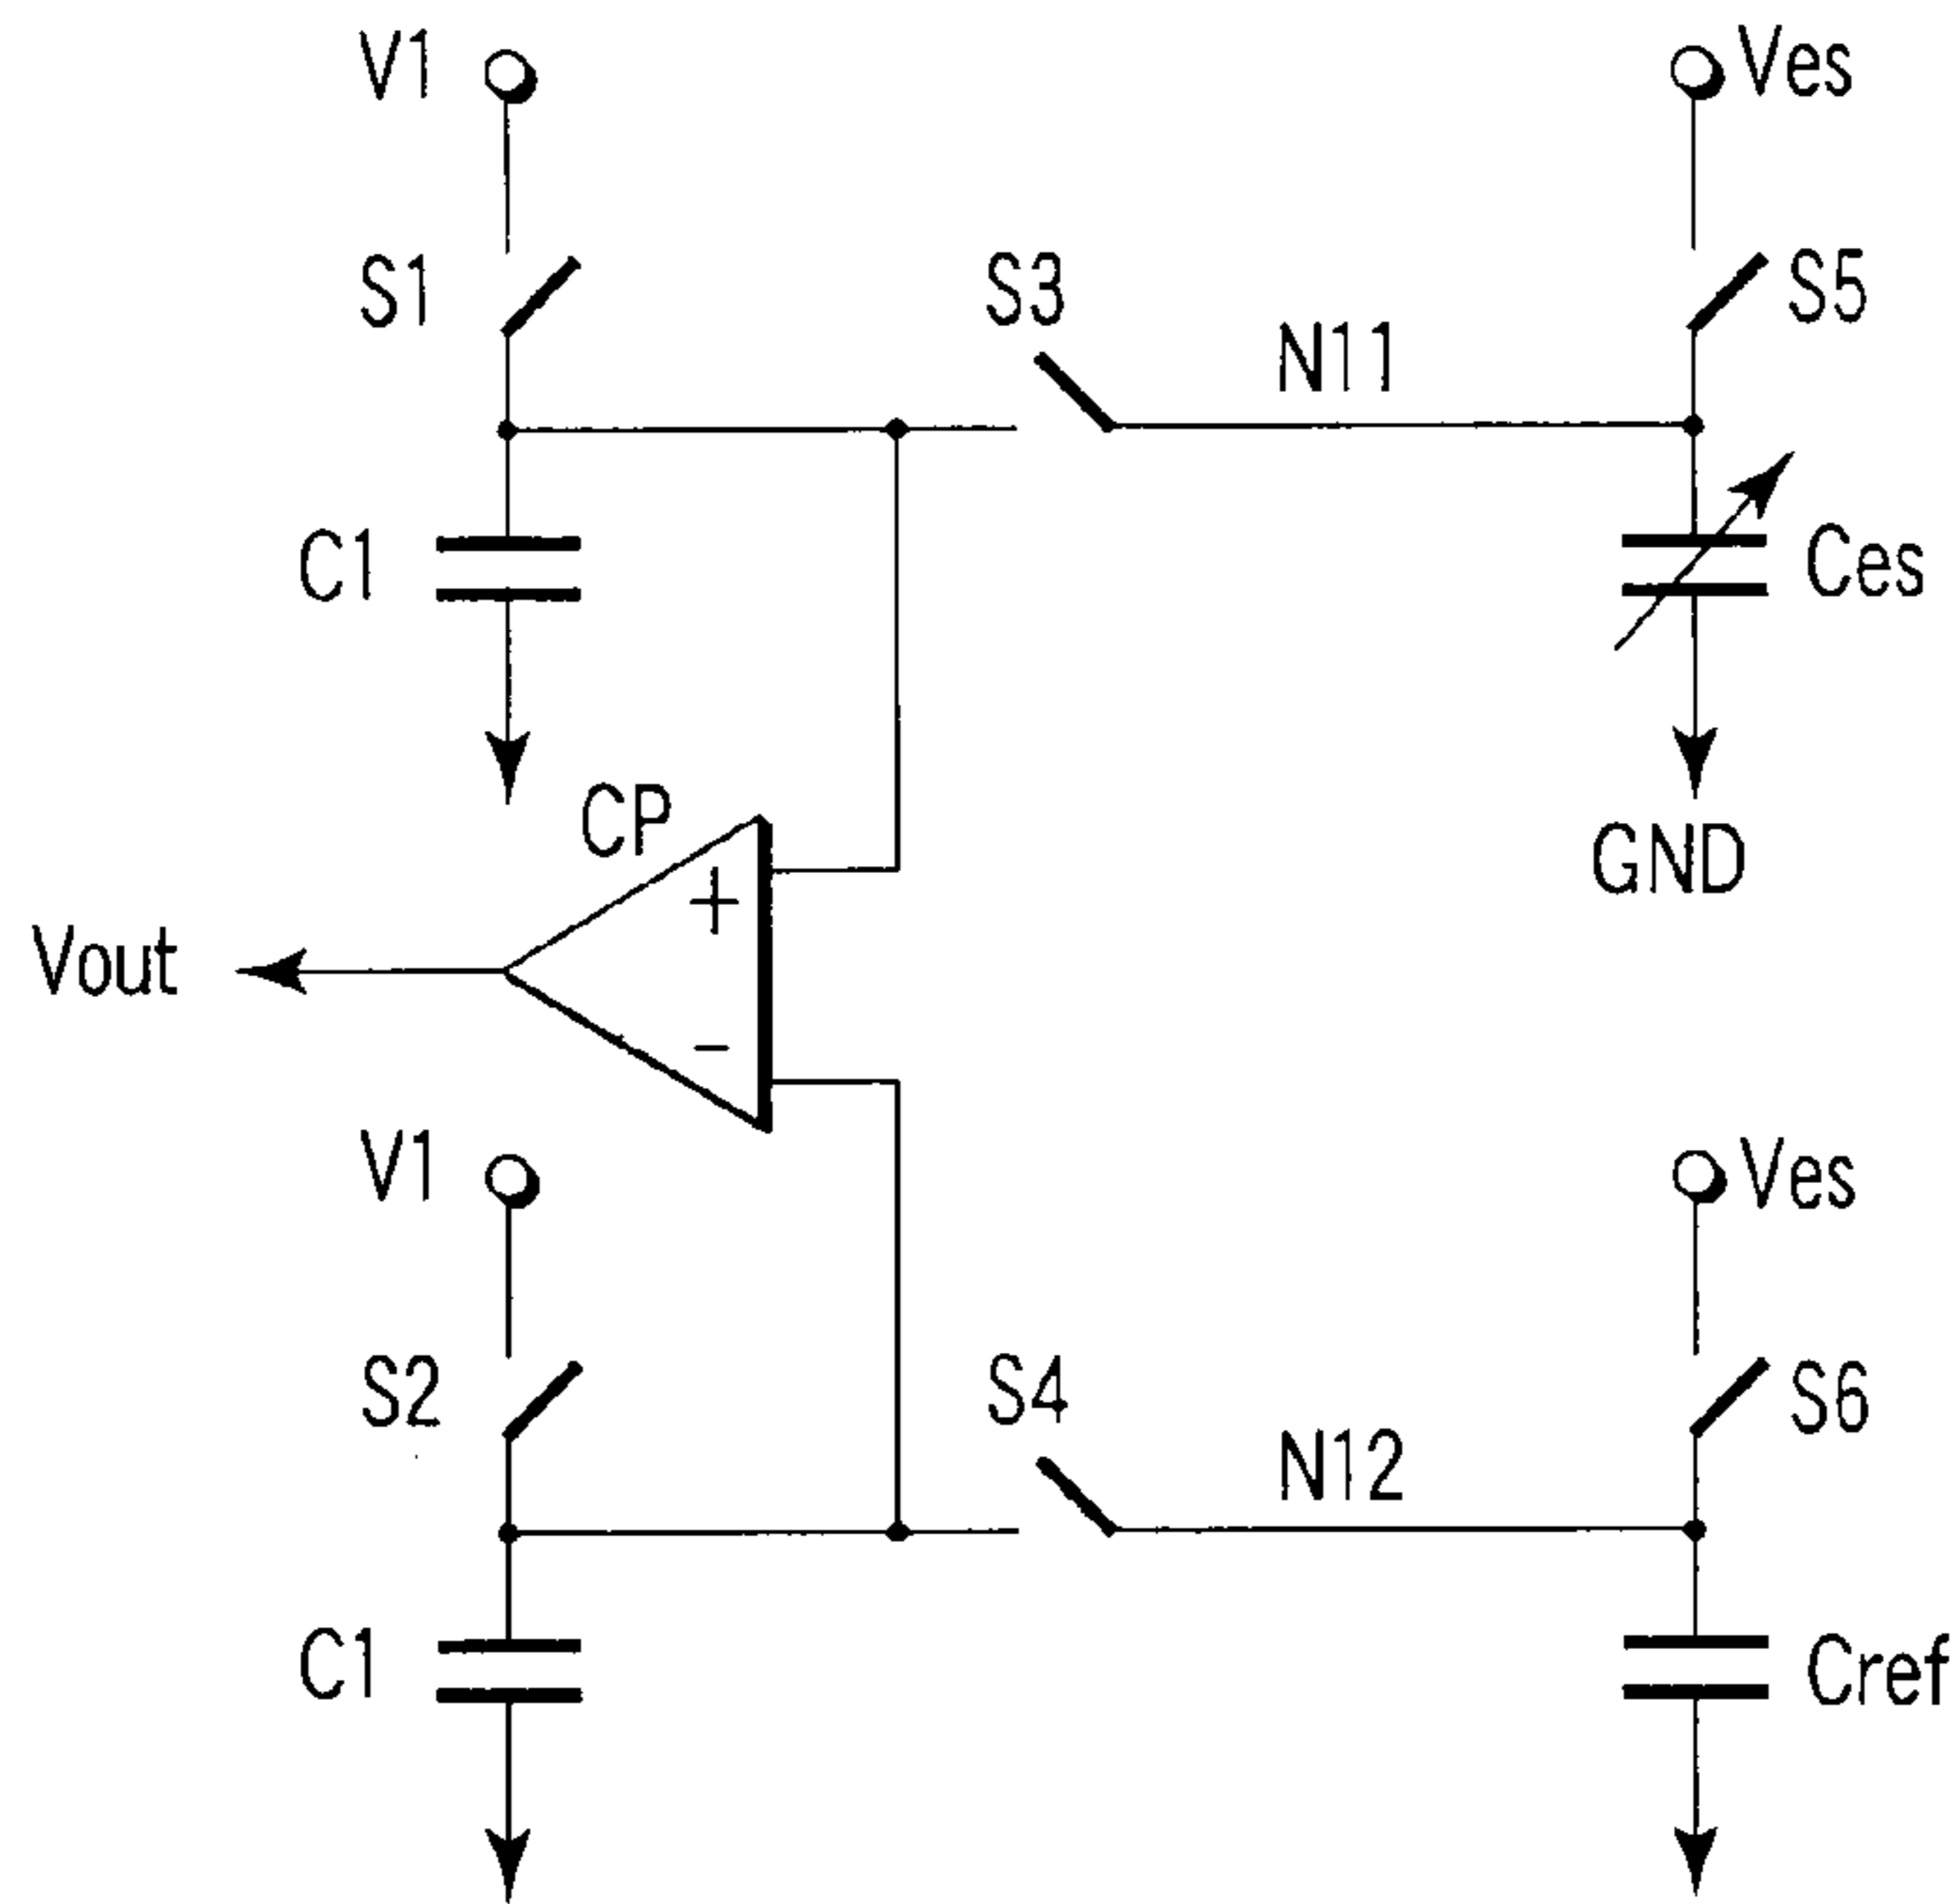 V1
Ves
S1
S3
S5
N11
C1
Ces
CP
GND
+
Vout
-
V1
Ves
S2
S4
S6
N12
C1
Cref